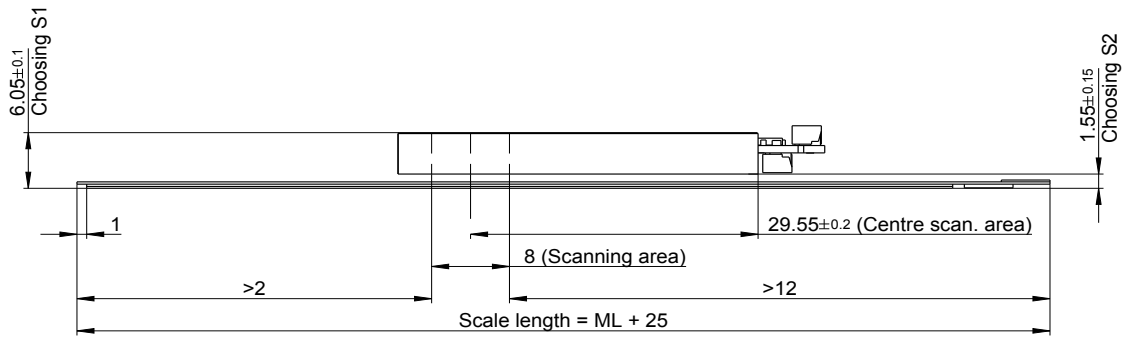 6.05±0.1
Choosing S1
1.55±0.15
Choosing S2
1
29.55±0.2 (Centre scan. area)
8 (Scanning area)
>2
>12
Scale length = ML + 25